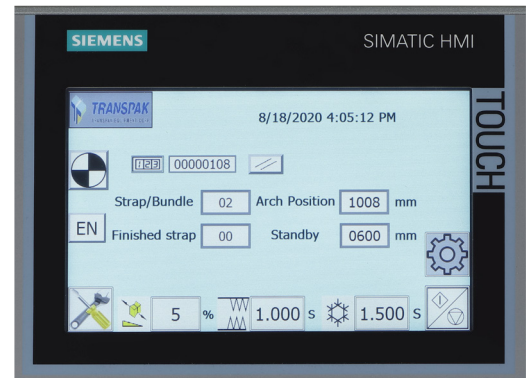 SIEMENS
SIMATIC HMI
TOUCH
TRANSPAK
8/18/2020 4:05:12 PM
123 00000108
Strap/Bundle 02 Arch Position 1008 mm
EN
Finished strap 00 Standby 0600 mm
5 % 1.000 S 1.500 S